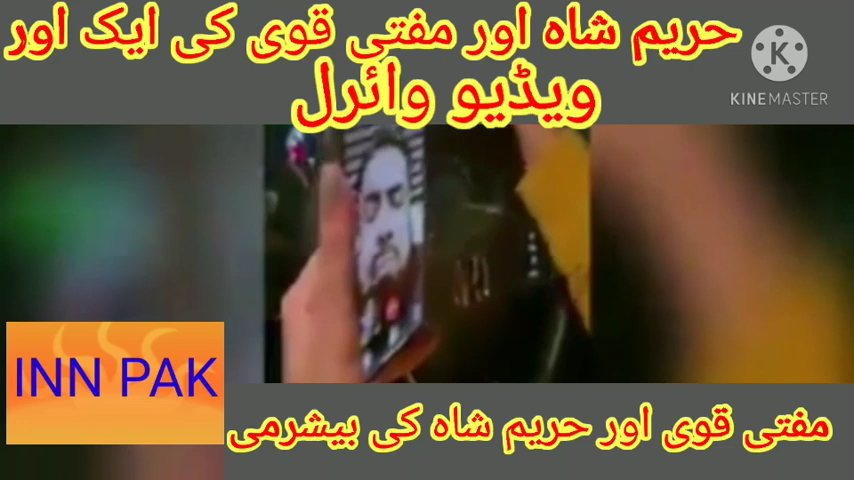 حریم شاہ اور مفتی قوی کی ایک اور
ویڈیو وائرل
K
KINEMASTER
INN PAK
مفتی قوی اور حریم شاہ کی بیشرمی